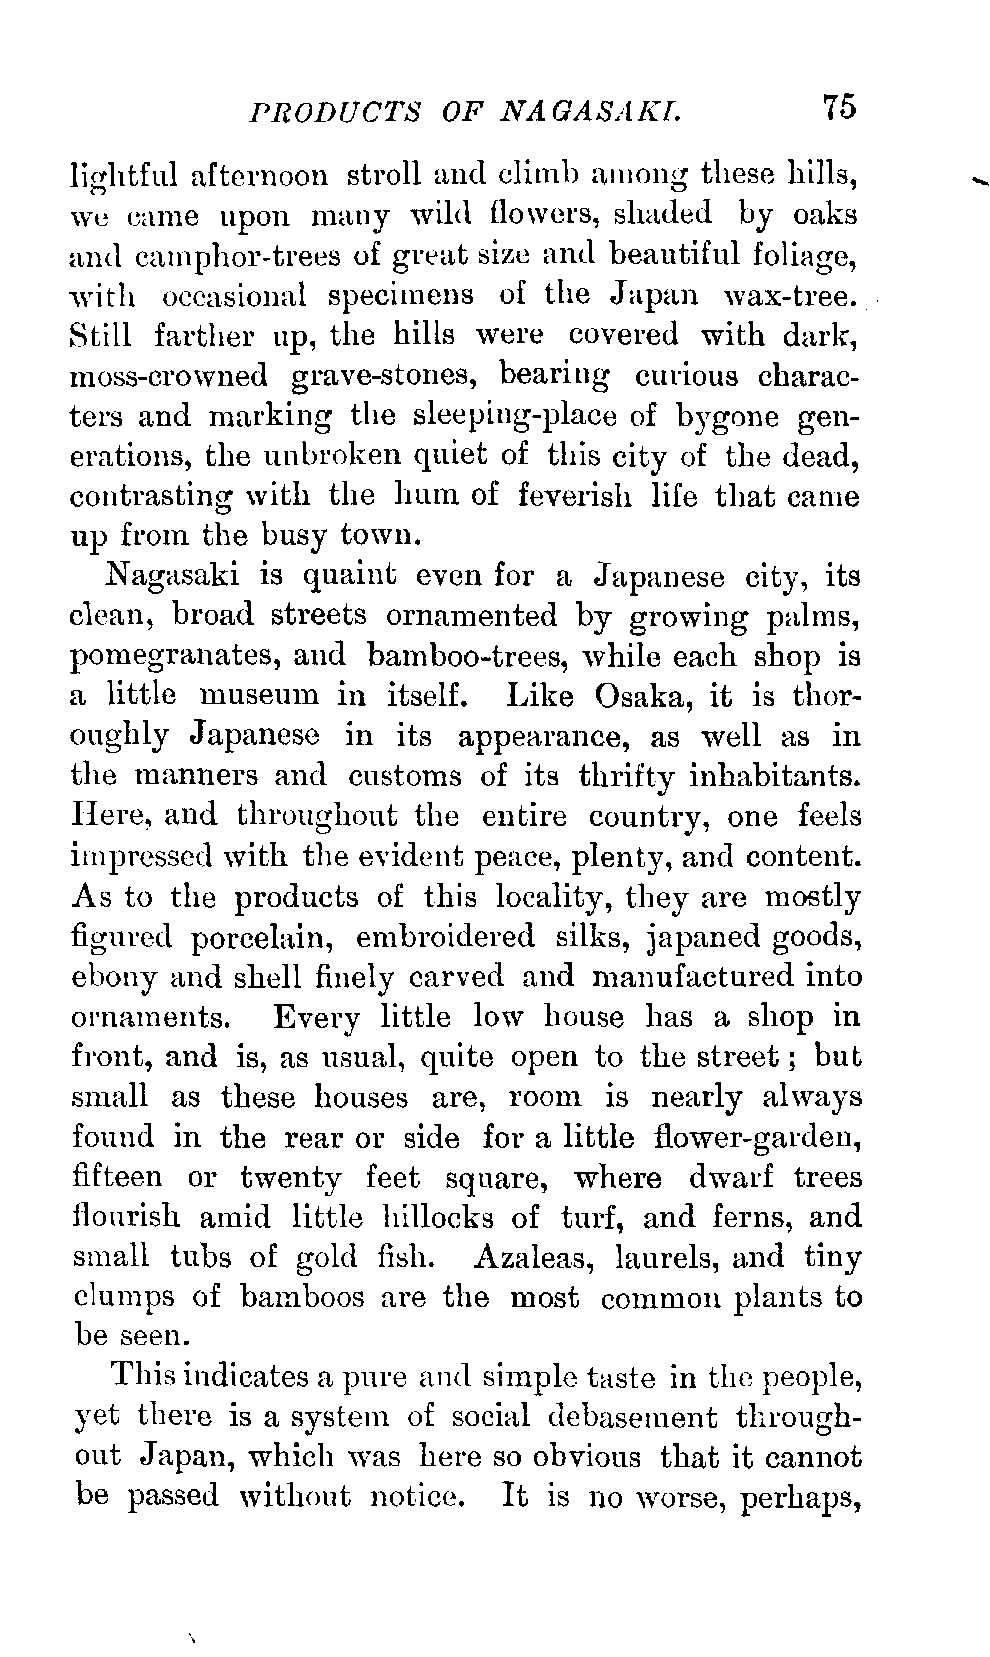 PRODUCTS OF NAGASAKI. 75
lightful afternoon stroll and climb among these hills,
we came upon many wild flowers, shaded by oaks
and camphor-trees of great size and beautiful foliage,
with occasional specimens of the Japan wax-tree.
Still farther up, the hills were covered with dark,
moss-crowned grave-stones, bearing curious charac-
ters and marking the sleeping-place of bygone gen-
erations, the unbroken quiet of this city of the dead,
contrasting with the hum of feverish life that came
up from the busy town.
Nagasaki is quaint even for a Japanese city, its
clean, broad streets ornamented by growing palms,
pomegranates, and bamboo-trees, while each shop is
a little museum in itself. Like Osaka, it is thor-
oughly Japanese in its appearance, as well as in
the manners and customs of its thrifty inhabitants.
Here, and throughout the entire country, one feels
impressed with the evident peace, plenty, and content.
As to the products of this locality, they are mostly
figured porcelain, embroidered silks, japaned goods,
ebony and shell finely carved and manufactured into
ornaments. Every little low house has a shop in
front, and is, as usual, quite open to the street; but
small as these houses are, room is nearly always
found in the rear or side for a little flower-garden,
fifteen or twenty feet square, where dwarf trees
flourish amid little hillocks of turf, and ferns, and
small tubs of gold fish. Azaleas, laurels, and tiny
clumps of bamboos are the most common plants to
be seen.
This indicates a pure and simple taste in the people,
yet there is a system of social debasement through-
out Japan, which was here so obvious that it cannot
be passed without notice. It is no worse, perhaps,